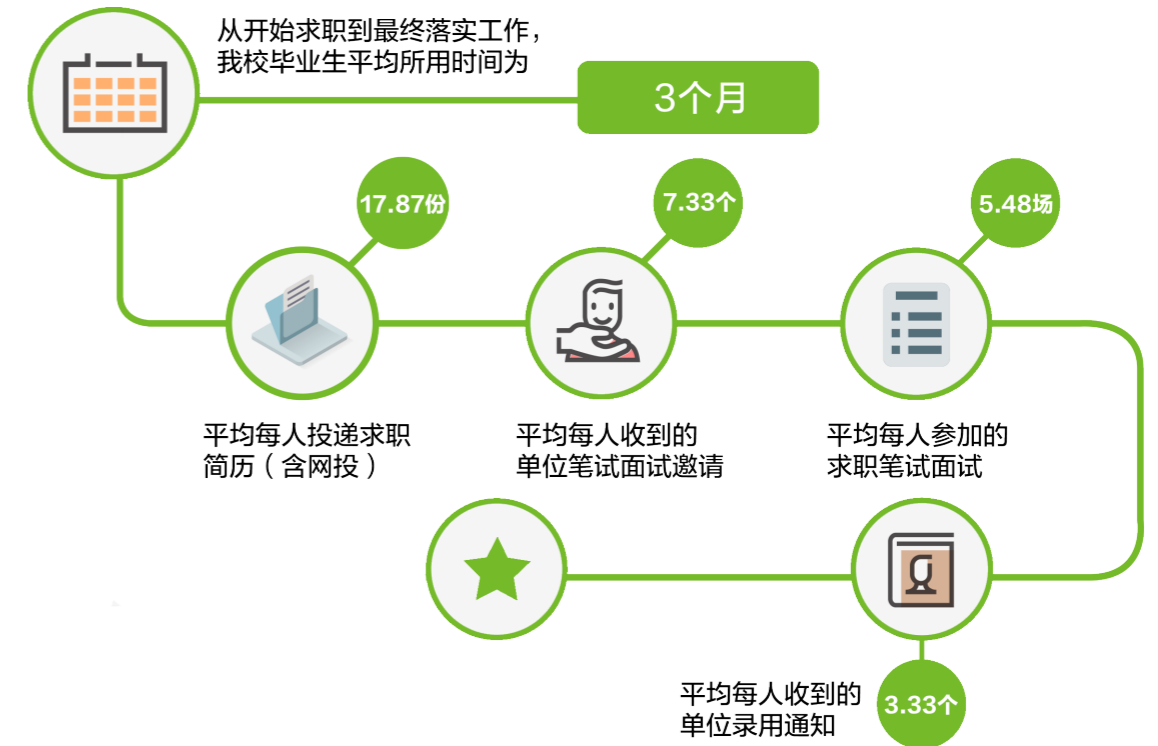 从开始求职到最终落实工作，
我校毕业生平均所用时间为
3个月
17.87份
7.33个
5.48场
平均每人投递求职
简历（含网投）
平均每人收到的
单位笔试面试邀请
平均每人参加的
求职笔试面试
平均每人收到的
单位录用通知
3.33个